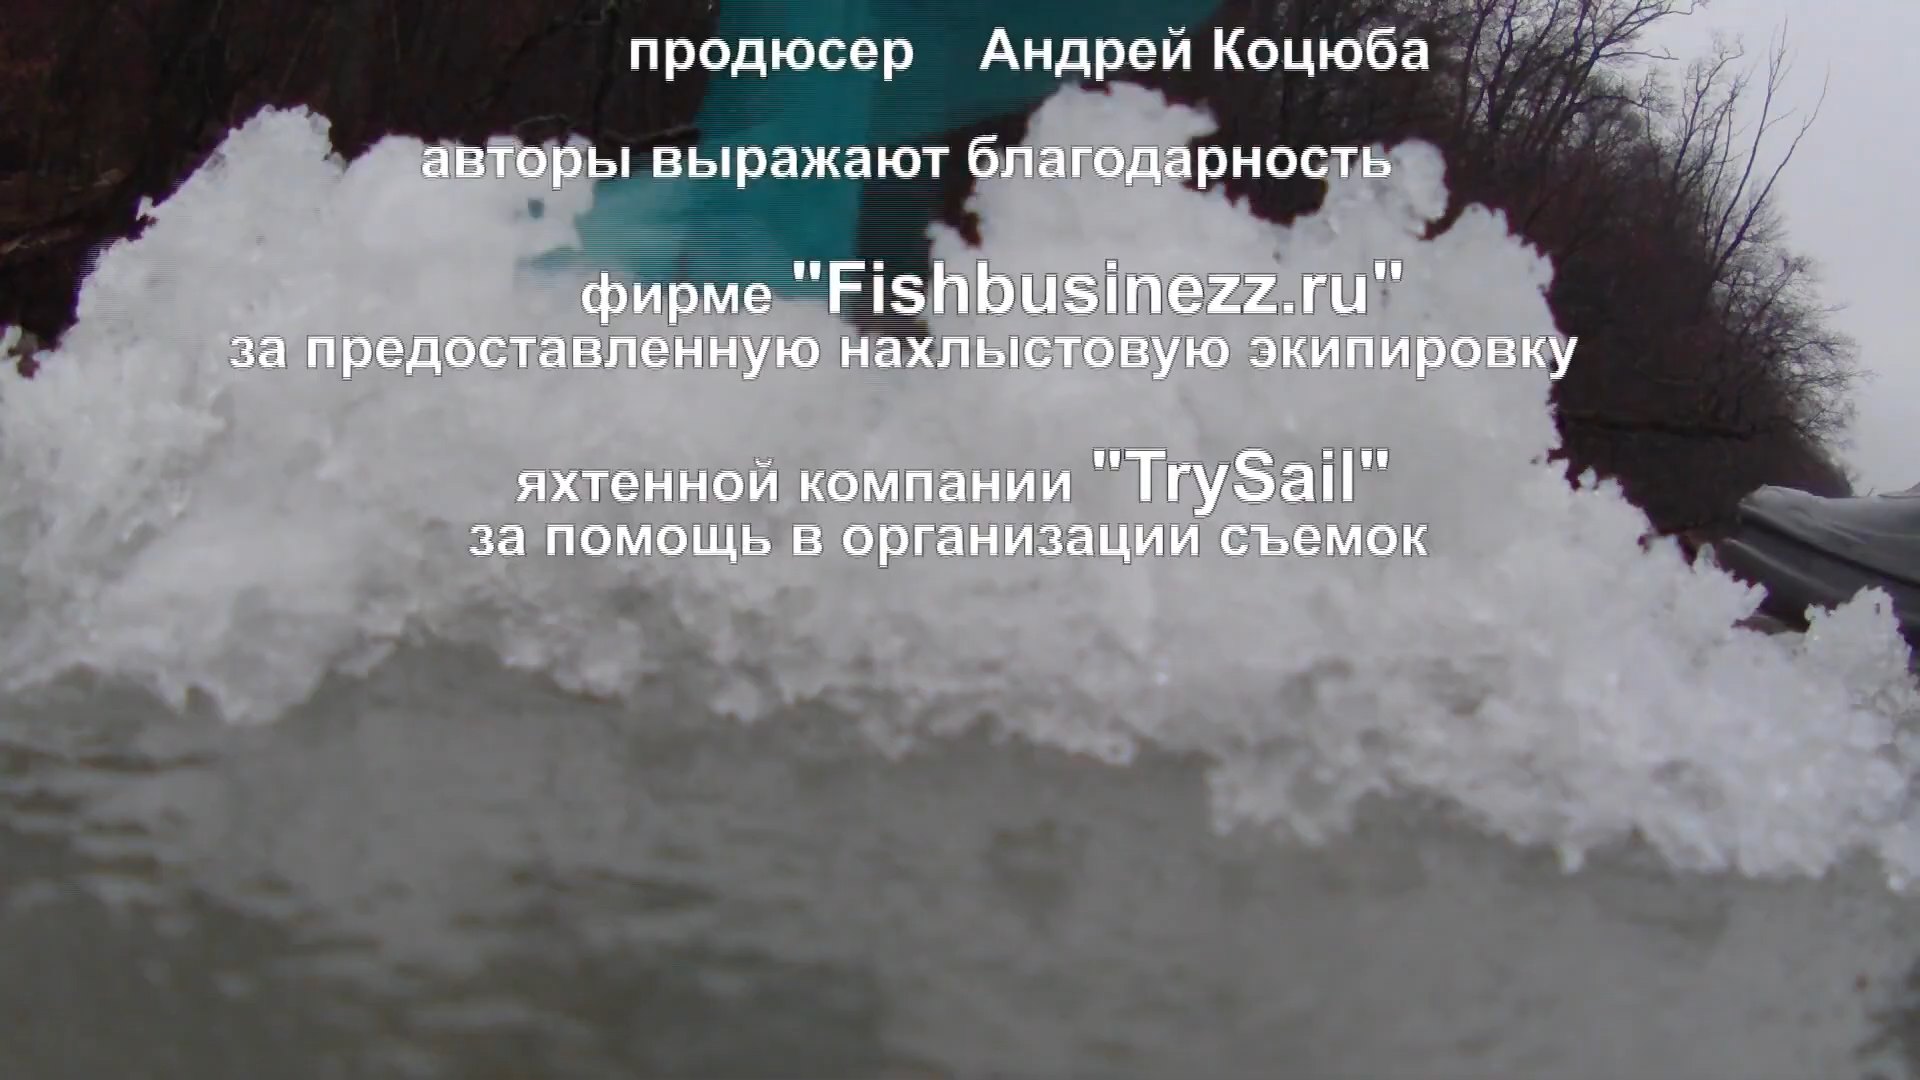 продюсер Андрей Коцюба
авторы выражают благодарность
фирме "Fishbusinezz.ru"
за предоставленную нахлыстовую экипировку
яхтенной компании "TrySail"
за помощь в организации съемок